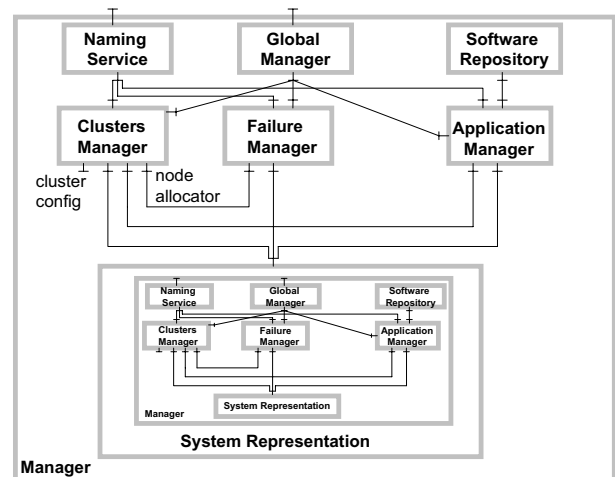 Naming
Service
Global
Manager
Software
Repository
Clusters
Manager
Failure
Manager
Application
Manager
cluster
config
node
allocator
Naming
Service
Global
Manager
Software
Repository
Clusters
Manager
Failure
Manager
Application
Manager
System Representation
Manager
System Representation
Manager